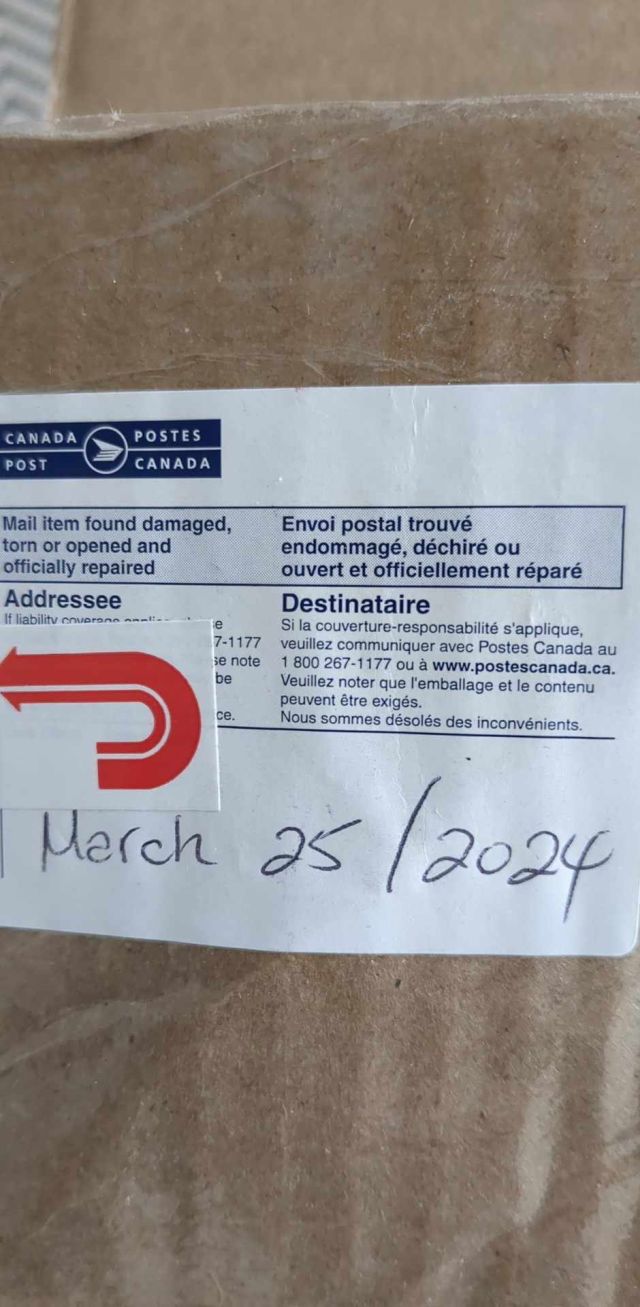 CANADA POSTES
POST CANADA
Mail item found damaged,
torn or opened and
officially repaired
Envoi postal trouvé
endommagé, déchiré ou
ouvert et officiellement réparé
Addressee
If liability coverage
7-1177
se note
be
ce.
Destinataire
Si la couverture-responsabilité s'applique,
veuillez communiquer avec Postes Canada au
1 800 267-1177 ou à www.postescanada.ca.
Veuillez noter que l'emballage et le contenu
peuvent être exigés.
Nous sommes désolés des inconvénients.
March 25/2024